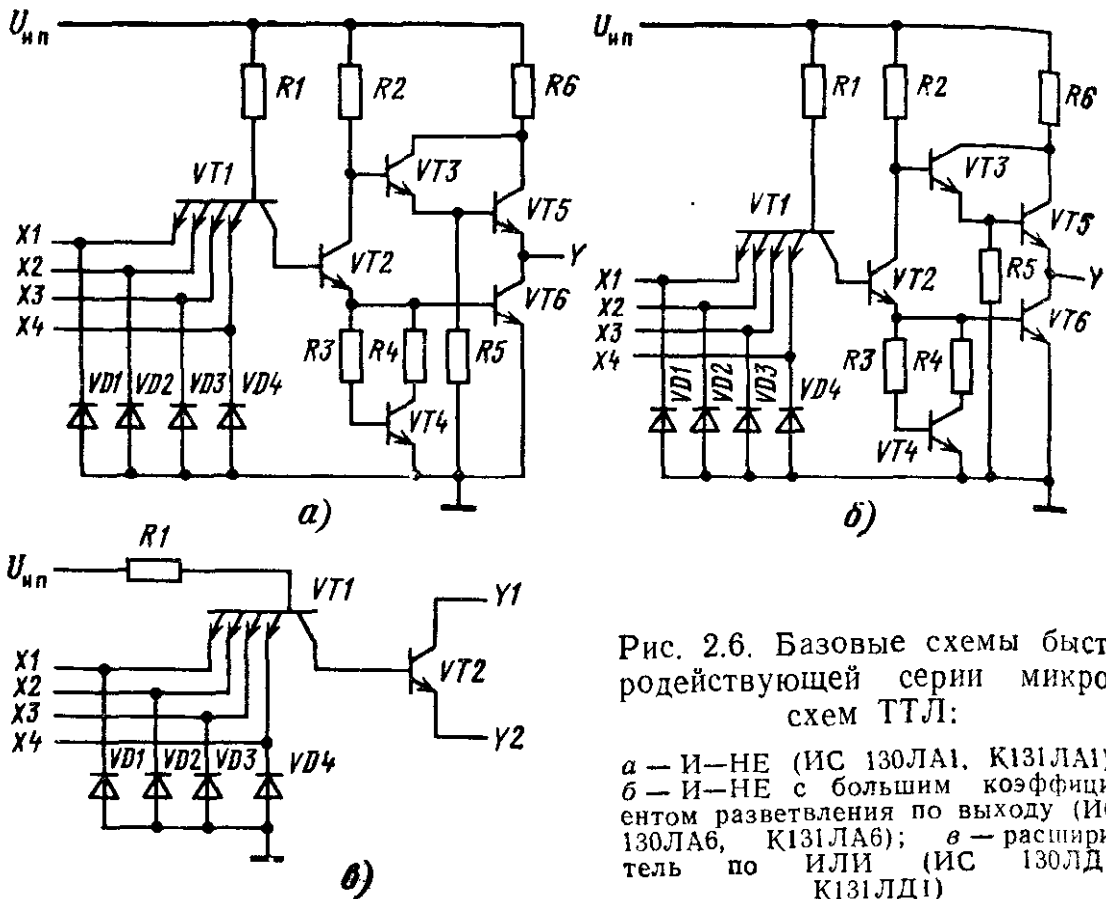 Uип
R1
R2
R6
VT1
VT3
VT5
X1
X2
X3
X4
VT2
Y
VT6
R3
R4
R5
VD1
VD2
VD3
VD4
VT4
а)
Uип
R1
R2
R6
VT1
VT3
VT5
X1
X2
X3
X4
VT2
R5
Y
VT6
R3
R4
VD1
VD2
VD3
VD4
VT4
б)
R1
Uип
VT1
Y1
X1
X2
X3
X4
VT2
Y2
VD1
VD2
VD3
VD4
в)
Рис. 2.6. Базовые схемы быст
родействующей серии микро
схем ТТЛ:
а — И—НЕ (ИС 130ЛА1, К131ЛА1)
б — И—НЕ с большим коэффици
ентом разветвления по выходу (ИС
130ЛА6, К131ЛА6); в — расшири
тель по ИЛИ (ИС 130ЛД
К131ЛД1)